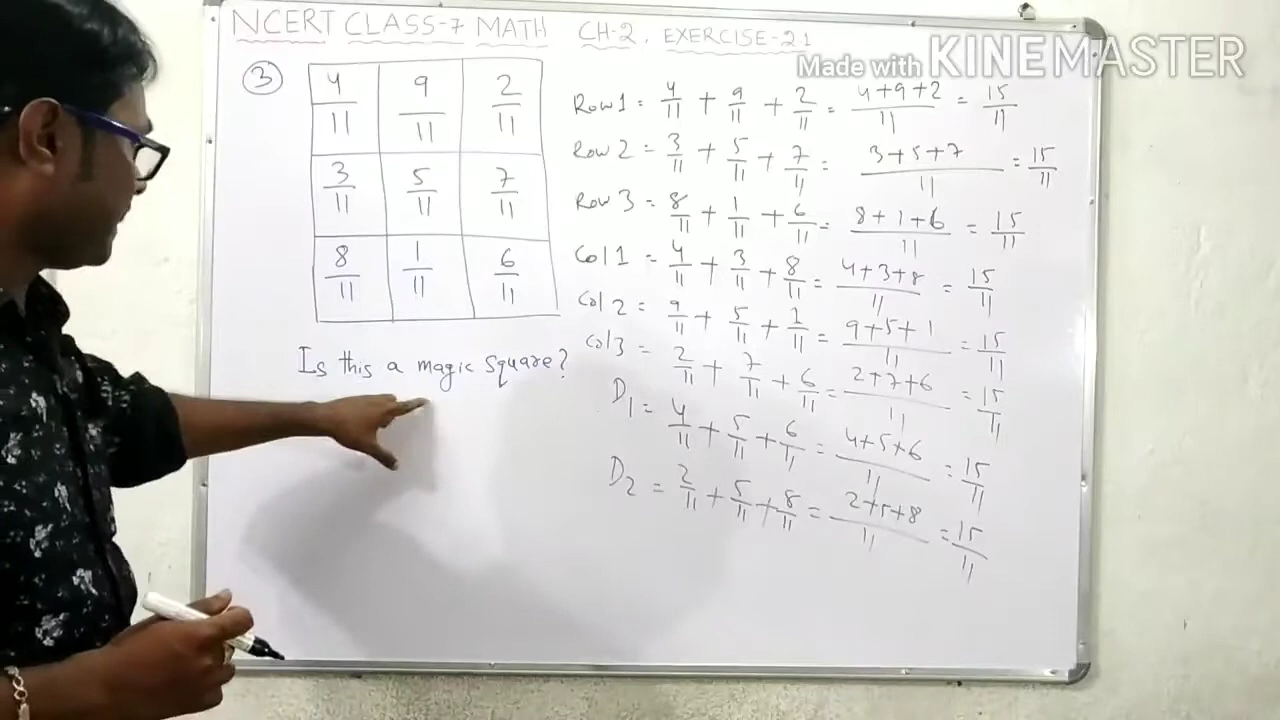 NCERT CLASS-7 MATH CH-2, EXERCISE-2.1
Made with KINEMASTER
3
4/11 9/11 2/11
3/11 5/11 7/11
8/11 1/11 6/11
Is this a magic square?
Row 1 = 4/11 + 9/11 + 2/11 = 4+9+2/11 = 15/11
Row 2 = 3/11 + 5/11 + 7/11 = 3+5+7/11 = 15/11
Row 3 = 8/11 + 1/11 + 6/11 = 8+1+6/11 = 15/11
Col 1 = 4/11 + 3/11 + 8/11 = 4+3+8/11 = 15/11
Col 2 = 9/11 + 5/11 + 1/11 = 9+5+1/11 = 15/11
Col 3 = 2/11 + 7/11 + 6/11 = 2+7+6/11 = 15/11
D1 = 4/11 + 5/11 + 6/11 = 4+5+6/11 = 15/11
D2 = 2/11 + 5/11 + 8/11 = 2+5+8/11 = 15/11